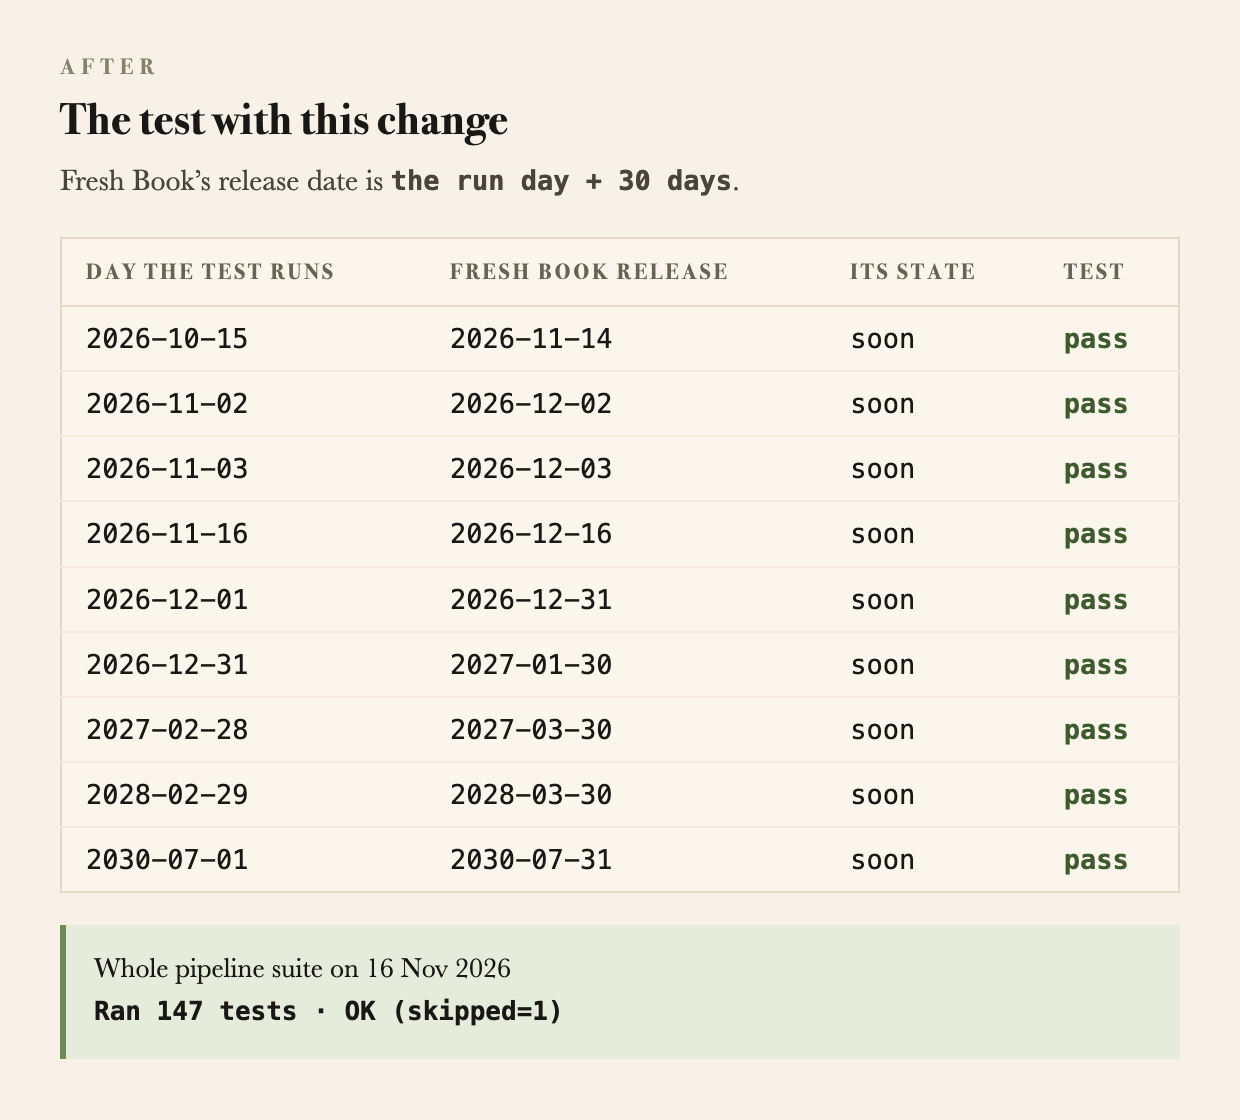 AFTER
The test with this change
Fresh Book’s release date is the run day + 30 days.
DAY THE TEST RUNS FRESH BOOK RELEASE ITS STATE TEST
2026-10-15 2026-11-14 soon pass
2026-11-02 2026-12-02 soon pass
2026-11-03 2026-12-03 soon pass
2026-11-16 2026-12-16 soon pass
2026-12-01 2026-12-31 soon pass
2026-12-31 2027-01-30 soon pass
2027-02-28 2027-03-30 soon pass
2028-02-29 2028-03-30 soon pass
2030-07-01 2030-07-31 soon pass
Whole pipeline suite on 16 Nov 2026
Ran 147 tests · OK (skipped=1)